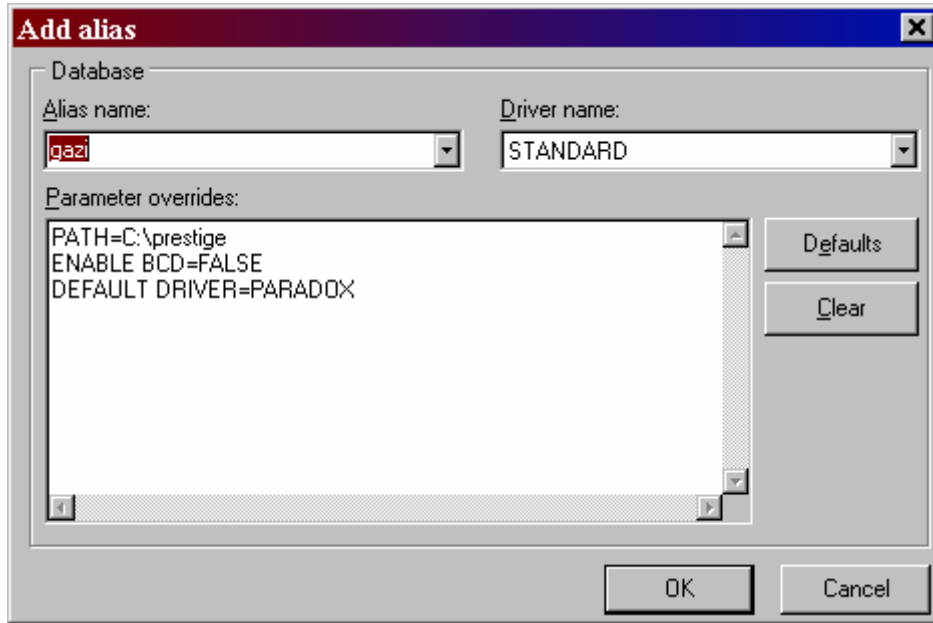 Add alias
Database
Alias name:
Driver name:
gazi
STANDARD
Parameter overrides:
PATH=C:\prestige
ENABLE BCD=FALSE
DEFAULT DRIVER=PARADOX
Defaults
Clear
OK
Cancel